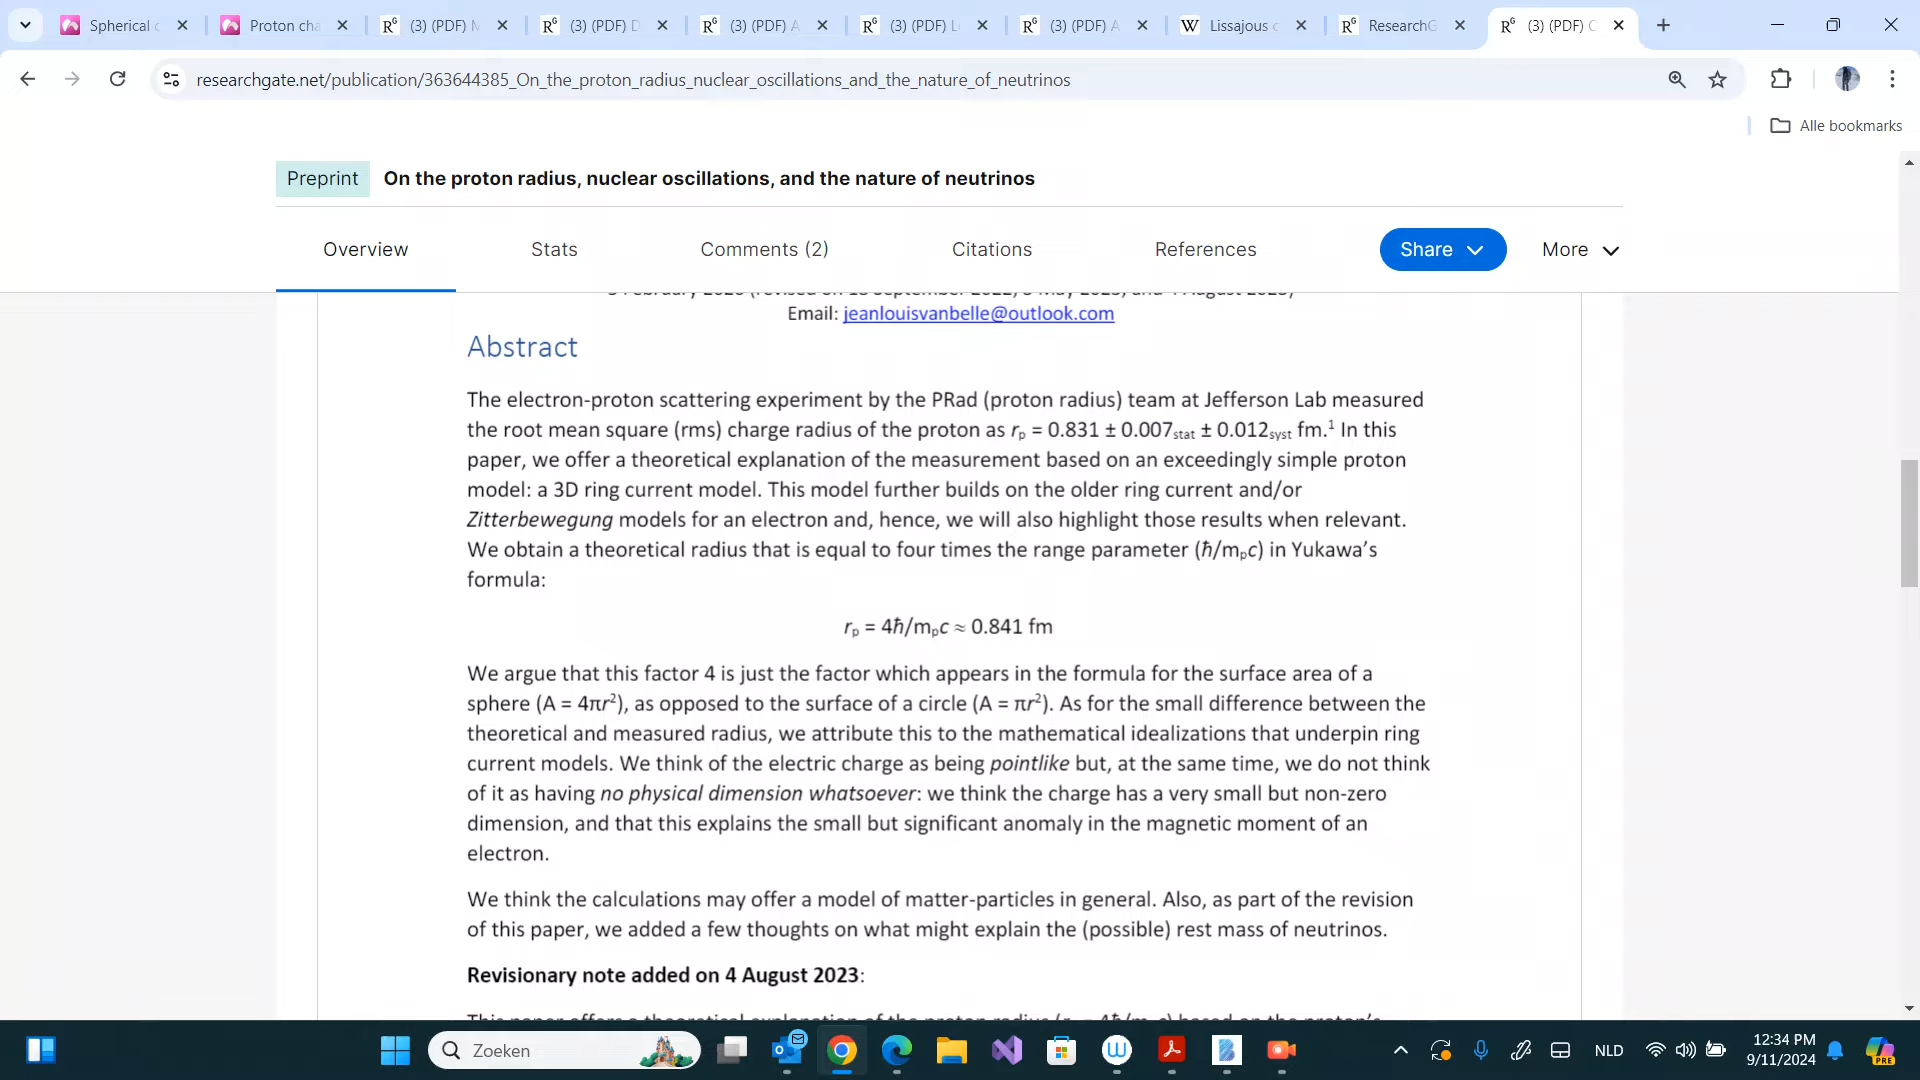 Spherical c
Proton cha
(3) (PDF) M
(3) (PDF) D
(3) (PDF) A
(3) (PDF) L
(3) (PDF) A
W Lissajous c
ResearchG
(3) (PDF) C
researchgate.net/publication/363644385_On_the_proton_radius_nuclear_oscillations_and_the_nature_of_neutrinos
Alle bookmarks
Preprint On the proton radius, nuclear oscillations, and the nature of neutrinos
Overview Stats Comments (2) Citations References Share More
Email: jeanlouisvanbelle@outlook.com
Abstract
The electron-proton scattering experiment by the PRad (proton radius) team at Jefferson Lab measured
the root mean square (rms) charge radius of the proton as rₚ = 0.831 ± 0.007stat ± 0.012syst fm.¹ In this
paper, we offer a theoretical explanation of the measurement based on an exceedingly simple proton
model: a 3D ring current model. This model further builds on the older ring current and/or
Zitterbewegung models for an electron and, hence, we will also highlight those results when relevant.
We obtain a theoretical radius that is equal to four times the range parameter (ħ/mₚc) in Yukawa’s
formula:
rₚ = 4ħ/mₚc ≈ 0.841 fm
We argue that this factor 4 is just the factor which appears in the formula for the surface area of a
sphere (A = 4πr²), as opposed to the surface of a circle (A = πr²). As for the small difference between the
theoretical and measured radius, we attribute this to the mathematical idealizations that underpin ring
current models. We think of the electric charge as being pointlike but, at the same time, we do not think
of it as having no physical dimension whatsoever: we think the charge has a very small but non-zero
dimension, and that this explains the small but significant anomaly in the magnetic moment of an
electron.
We think the calculations may offer a model of matter-particles in general. Also, as part of the revision
of this paper, we added a few thoughts on what might explain the (possible) rest mass of neutrinos.
Revisionary note added on 4 August 2023:
Zoeken
NLD
12:34 PM
9/11/2024
PRE